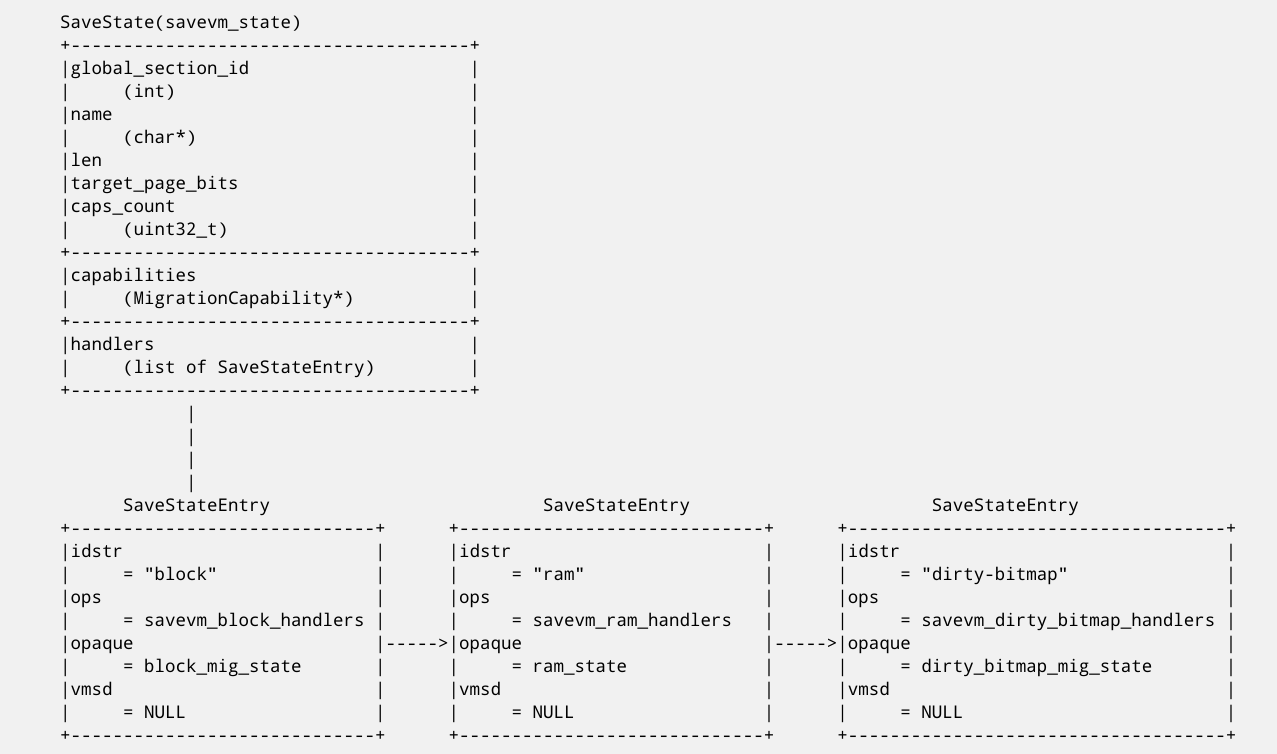 SaveState(savevm_state)
+--------------------------------------+
|global_section_id                     |
|     (int)                            |
|name                                  |
|     (char*)                          |
|len                                   |
|target_page_bits                      |
|caps_count                            |
|     (uint32_t)                       |
+--------------------------------------+
|capabilities                          |
|     (MigrationCapability*)           |
+--------------------------------------+
|handlers                              |
|     (list of SaveStateEntry)         |
+--------------------------------------+
            |
            |
            |
            |
      SaveStateEntry                          SaveStateEntry                       SaveStateEntry
+-----------------------------+      +-----------------------------+      +------------------------------------+
|idstr                        |      |idstr                        |      |idstr                               |
|     = "block"               |      |     = "ram"                 |      |     = "dirty-bitmap"               |
|ops                          |      |ops                          |      |ops                                 |
|     = savevm_block_handlers |      |     = savevm_ram_handlers   |      |     = savevm_dirty_bitmap_handlers |
|opaque                       |----->|opaque                       |----->|opaque                              |
|     = block_mig_state       |      |     = ram_state             |      |     = dirty_bitmap_mig_state       |
|vmsd                         |      |vmsd                         |      |vmsd                                |
|     = NULL                  |      |     = NULL                  |      |     = NULL                         |
+-----------------------------+      +-----------------------------+      +------------------------------------+